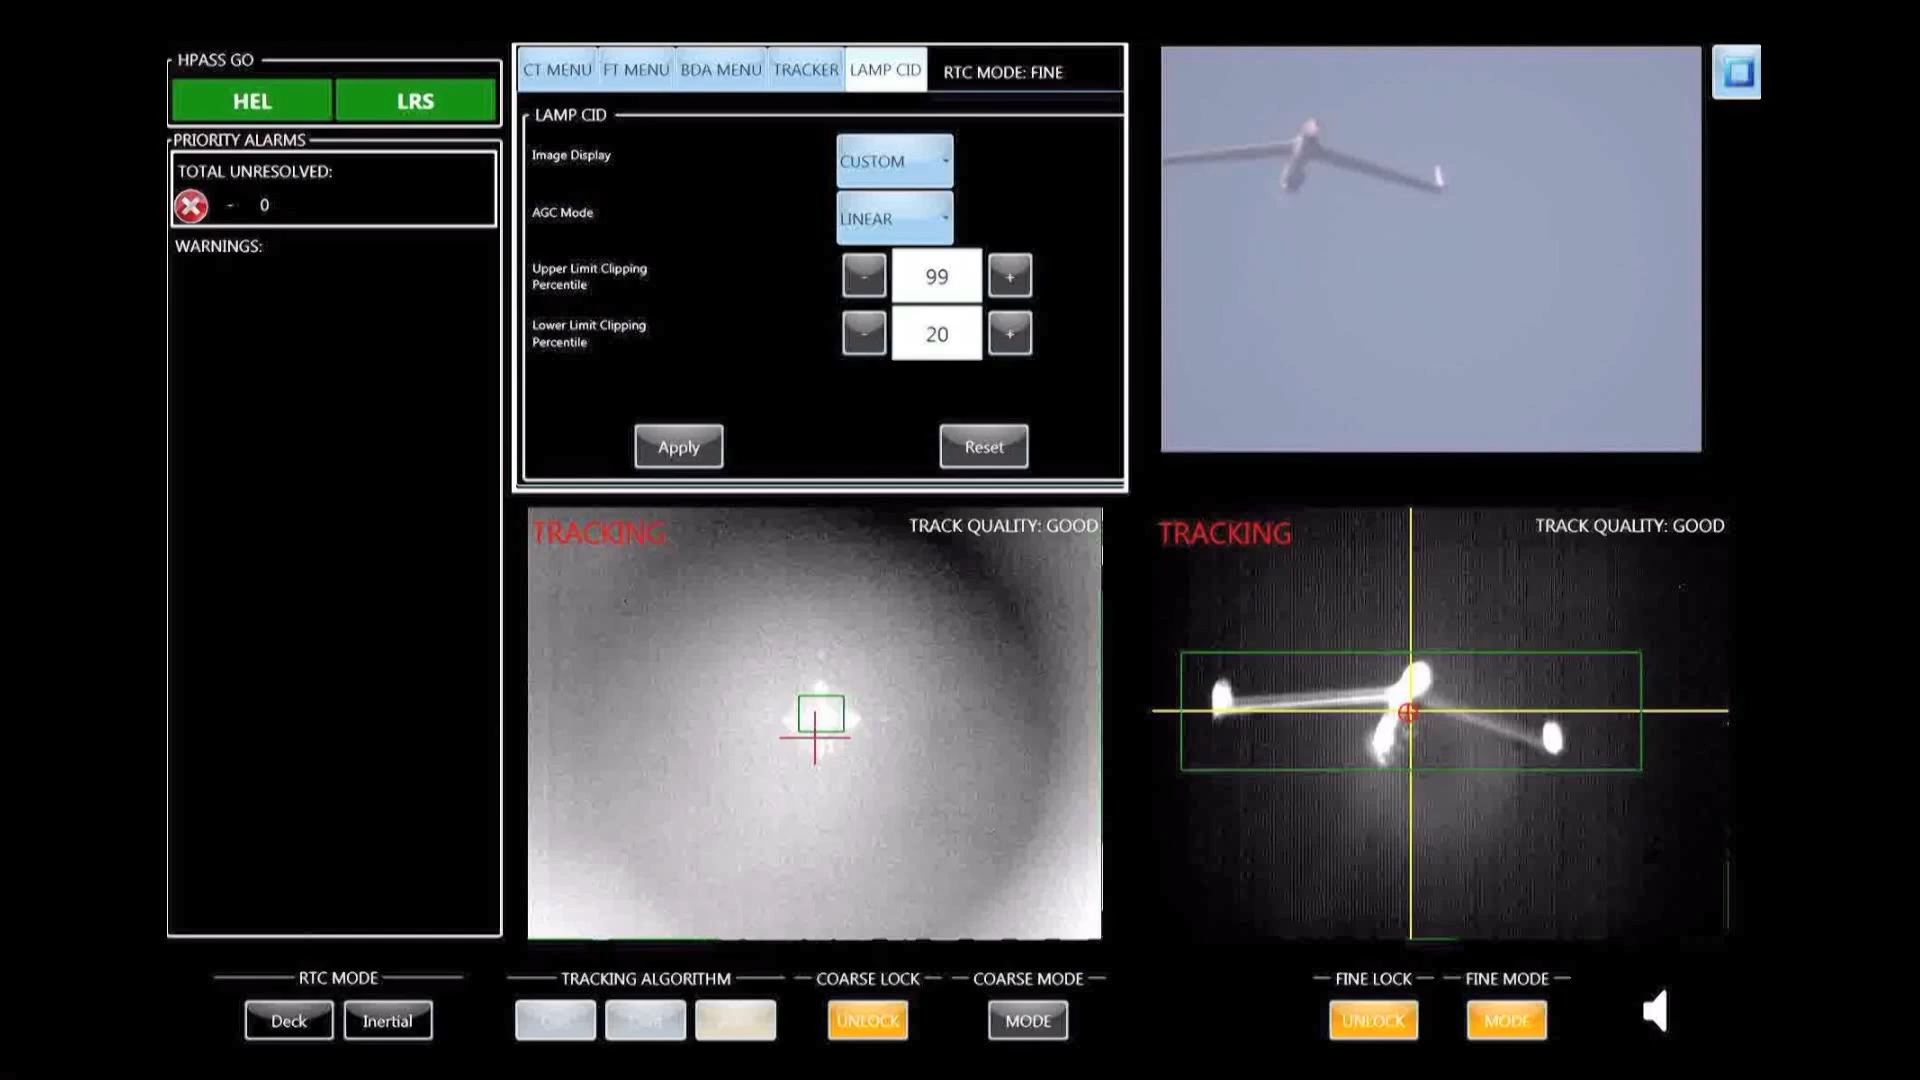 HPASS GO
HEL
LRS
PRIORITY ALARMS
TOTAL UNRESOLVED:
- 0
WARNINGS:
CT MENU
FT MENU
BDA MENU
TRACKER
LAMP CID
RTC MODE: FINE
LAMP CID
Image Display
CUSTOM
AGC Mode
LINEAR
Upper Limit Clipping
Percentile
- 99 +
Lower Limit Clipping
Percentile
- 20 +
Apply
Reset
TRACKING
TRACK QUALITY: GOOD
TRACKING
TRACK QUALITY: GOOD
RTC MODE
Deck
Inertial
TRACKING ALGORITHM
COARSE LOCK
UNLOCK
COARSE MODE
MODE
FINE LOCK
UNLOCK
FINE MODE
MODE